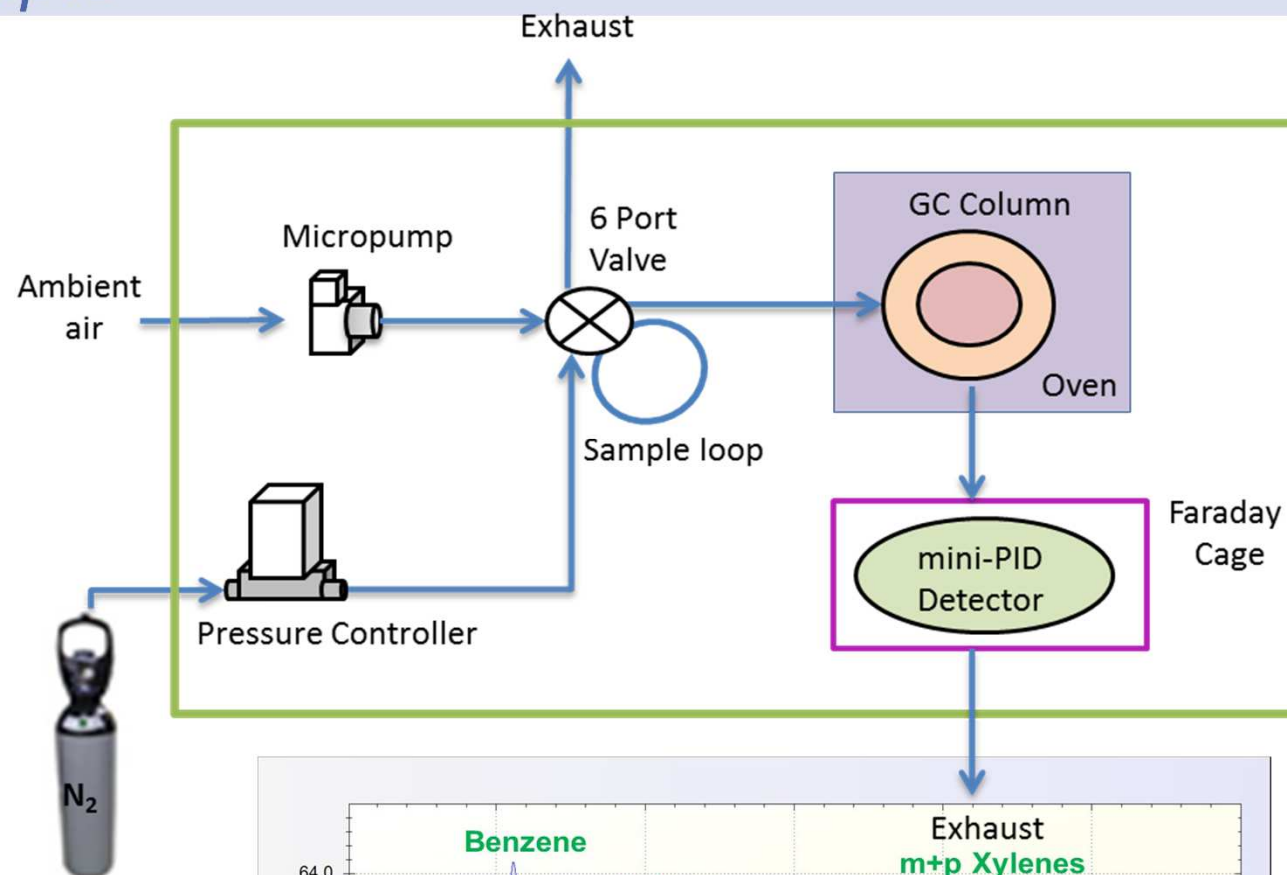 Exhaust
6 Port
Valve
GC Column
Micropump
Ambient
air
Oven
Sample loop
Faraday
Cage
mini-PID
Detector
Pressure Controller
N₂
Exhaust
Benzene
m+p Xylenes
64.0